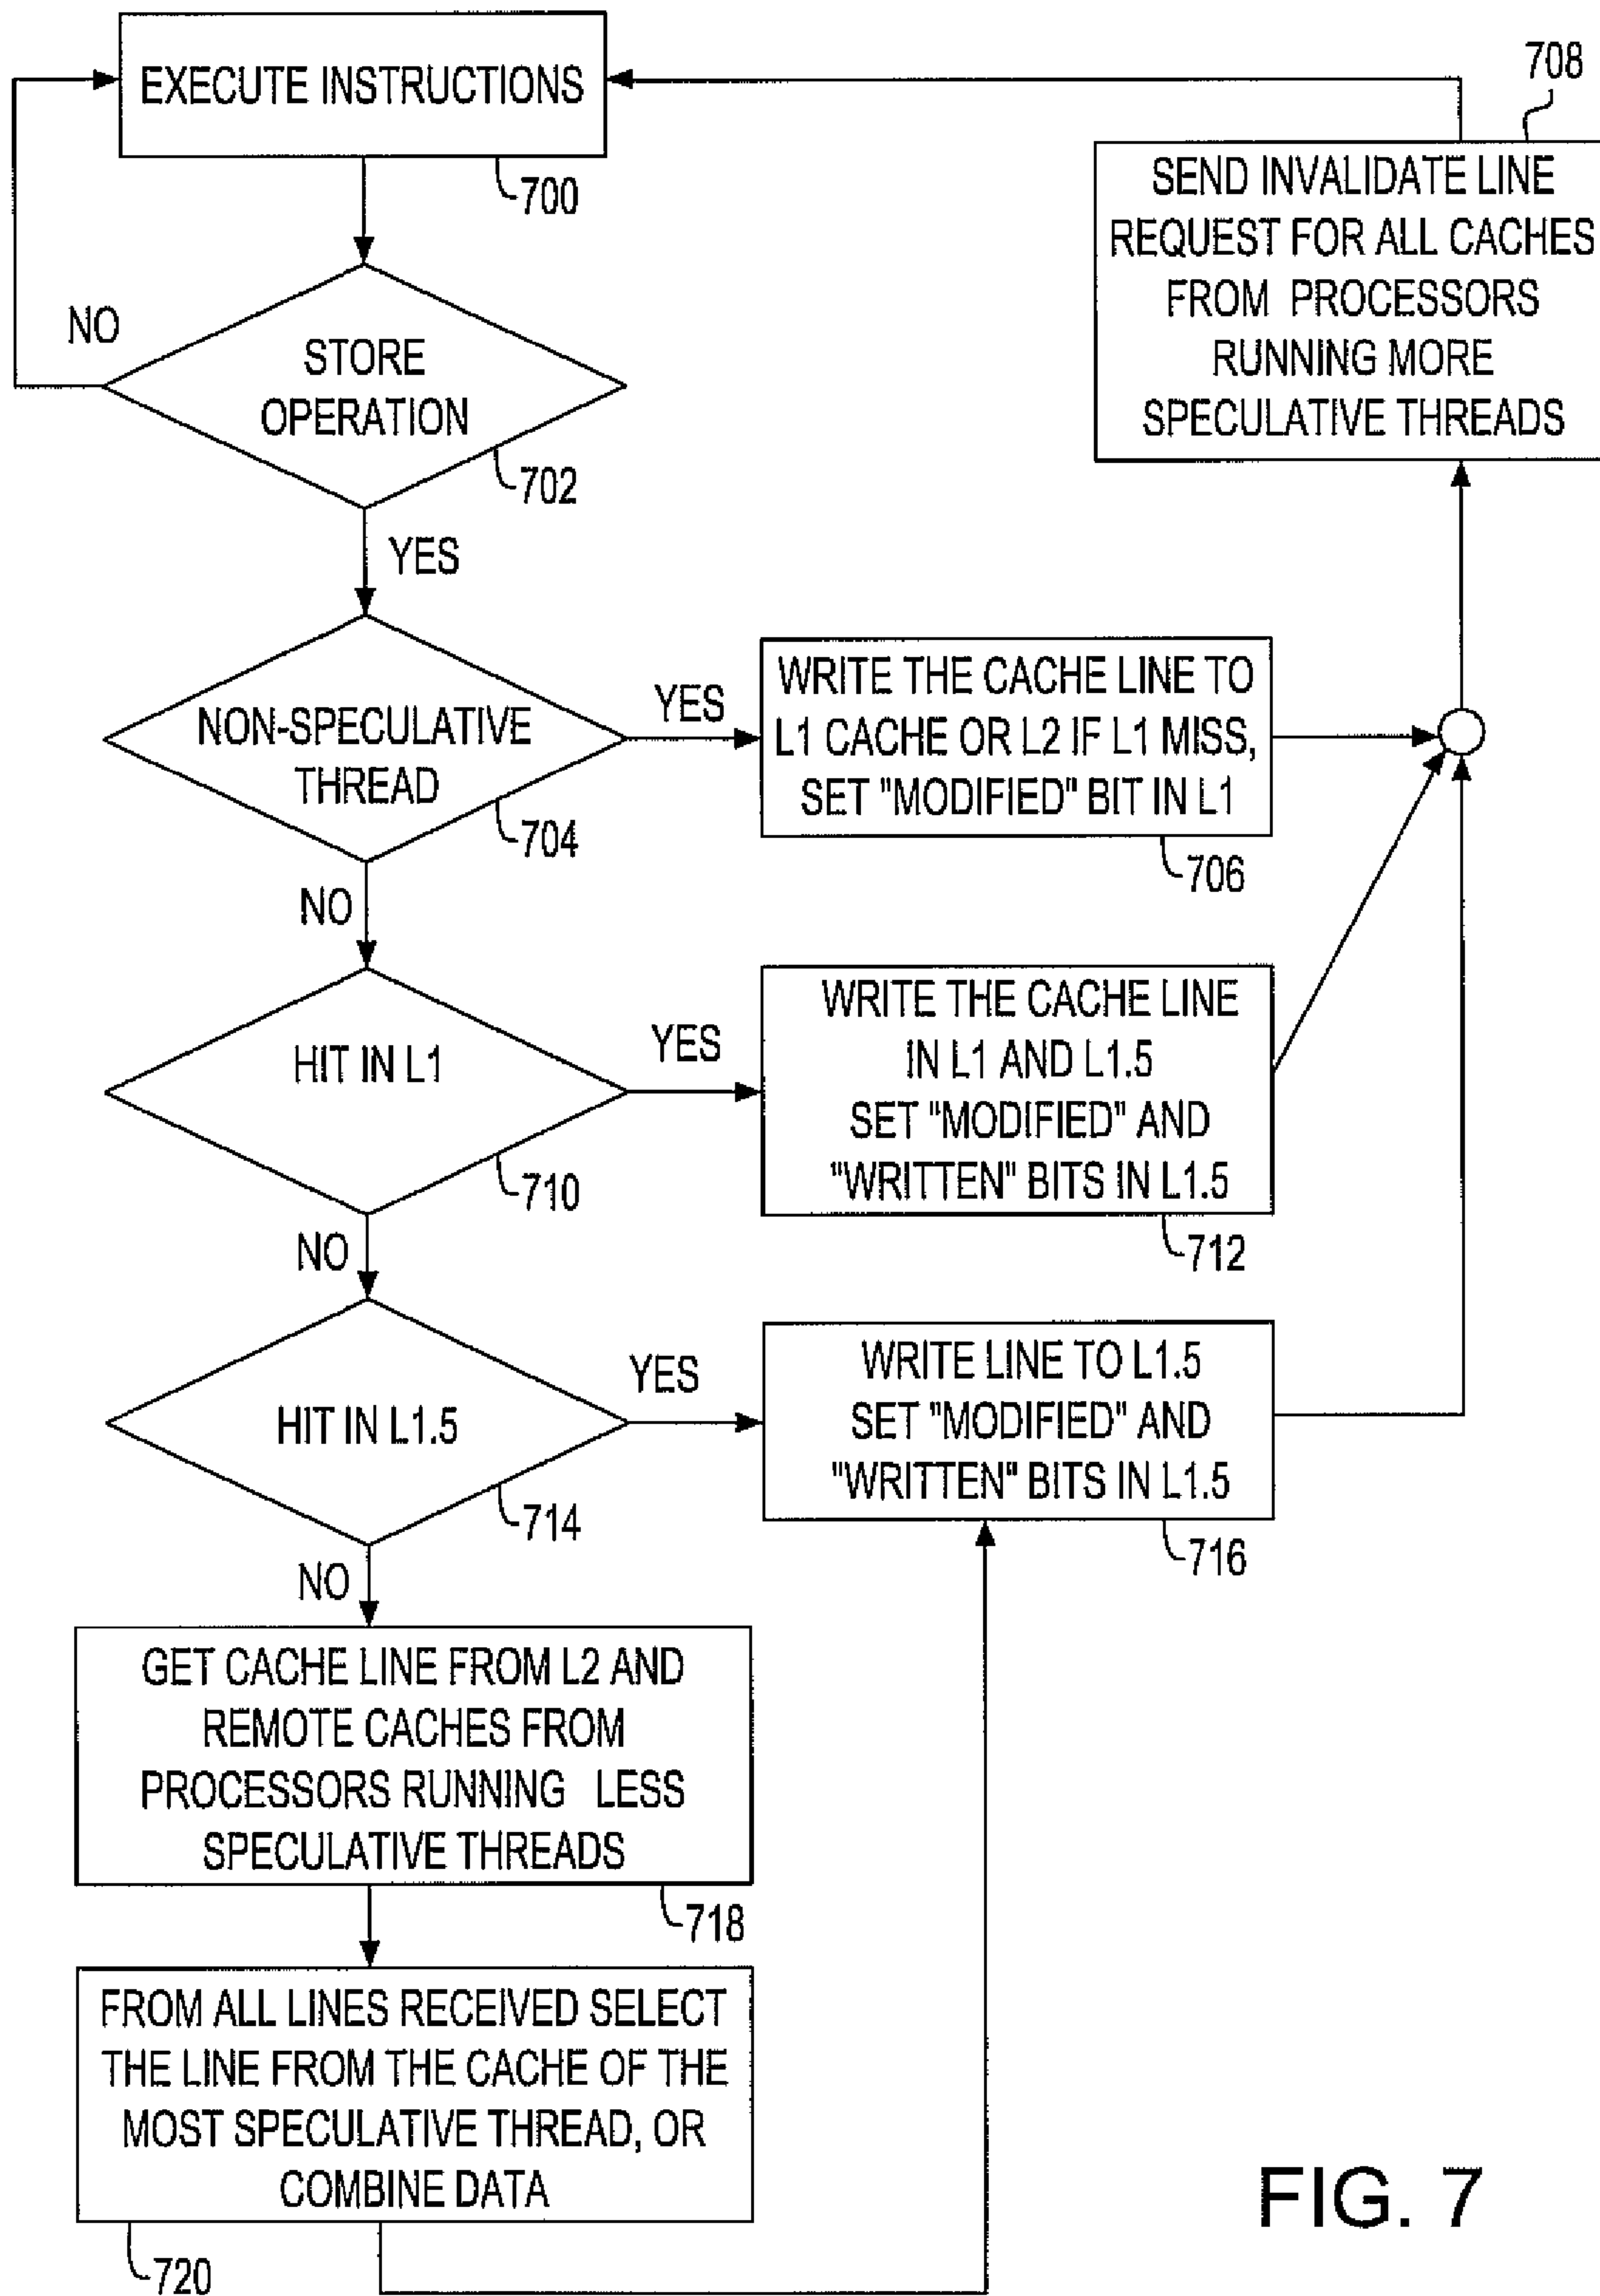 EXECUTE INSTRUCTIONS
700
708
SEND INVALIDATE LINE
REQUEST FOR ALL CACHES
FROM PROCESSORS
RUNNING MORE
SPECULATIVE THREADS
NO
STORE
OPERATION
702
YES
NON-SPECULATIVE
THREAD
704
YES
WRITE THE CACHE LINE TO
L1 CACHE OR L2 IF L1 MISS,
SET "MODIFIED" BIT IN L1
706
NO
HIT IN L1
710
YES
WRITE THE CACHE LINE
IN L1 AND L1.5
SET "MODIFIED" AND
"WRITTEN" BITS IN L1.5
712
NO
HIT IN L1.5
714
YES
WRITE LINE TO L1.5
SET "MODIFIED" AND
"WRITTEN" BITS IN L1.5
716
NO
GET CACHE LINE FROM L2 AND
REMOTE CACHES FROM
PROCESSORS RUNNING LESS
SPECULATIVE THREADS
718
FROM ALL LINES RECEIVED SELECT
THE LINE FROM THE CACHE OF THE
MOST SPECULATIVE THREAD, OR
COMBINE DATA
720
FIG. 7